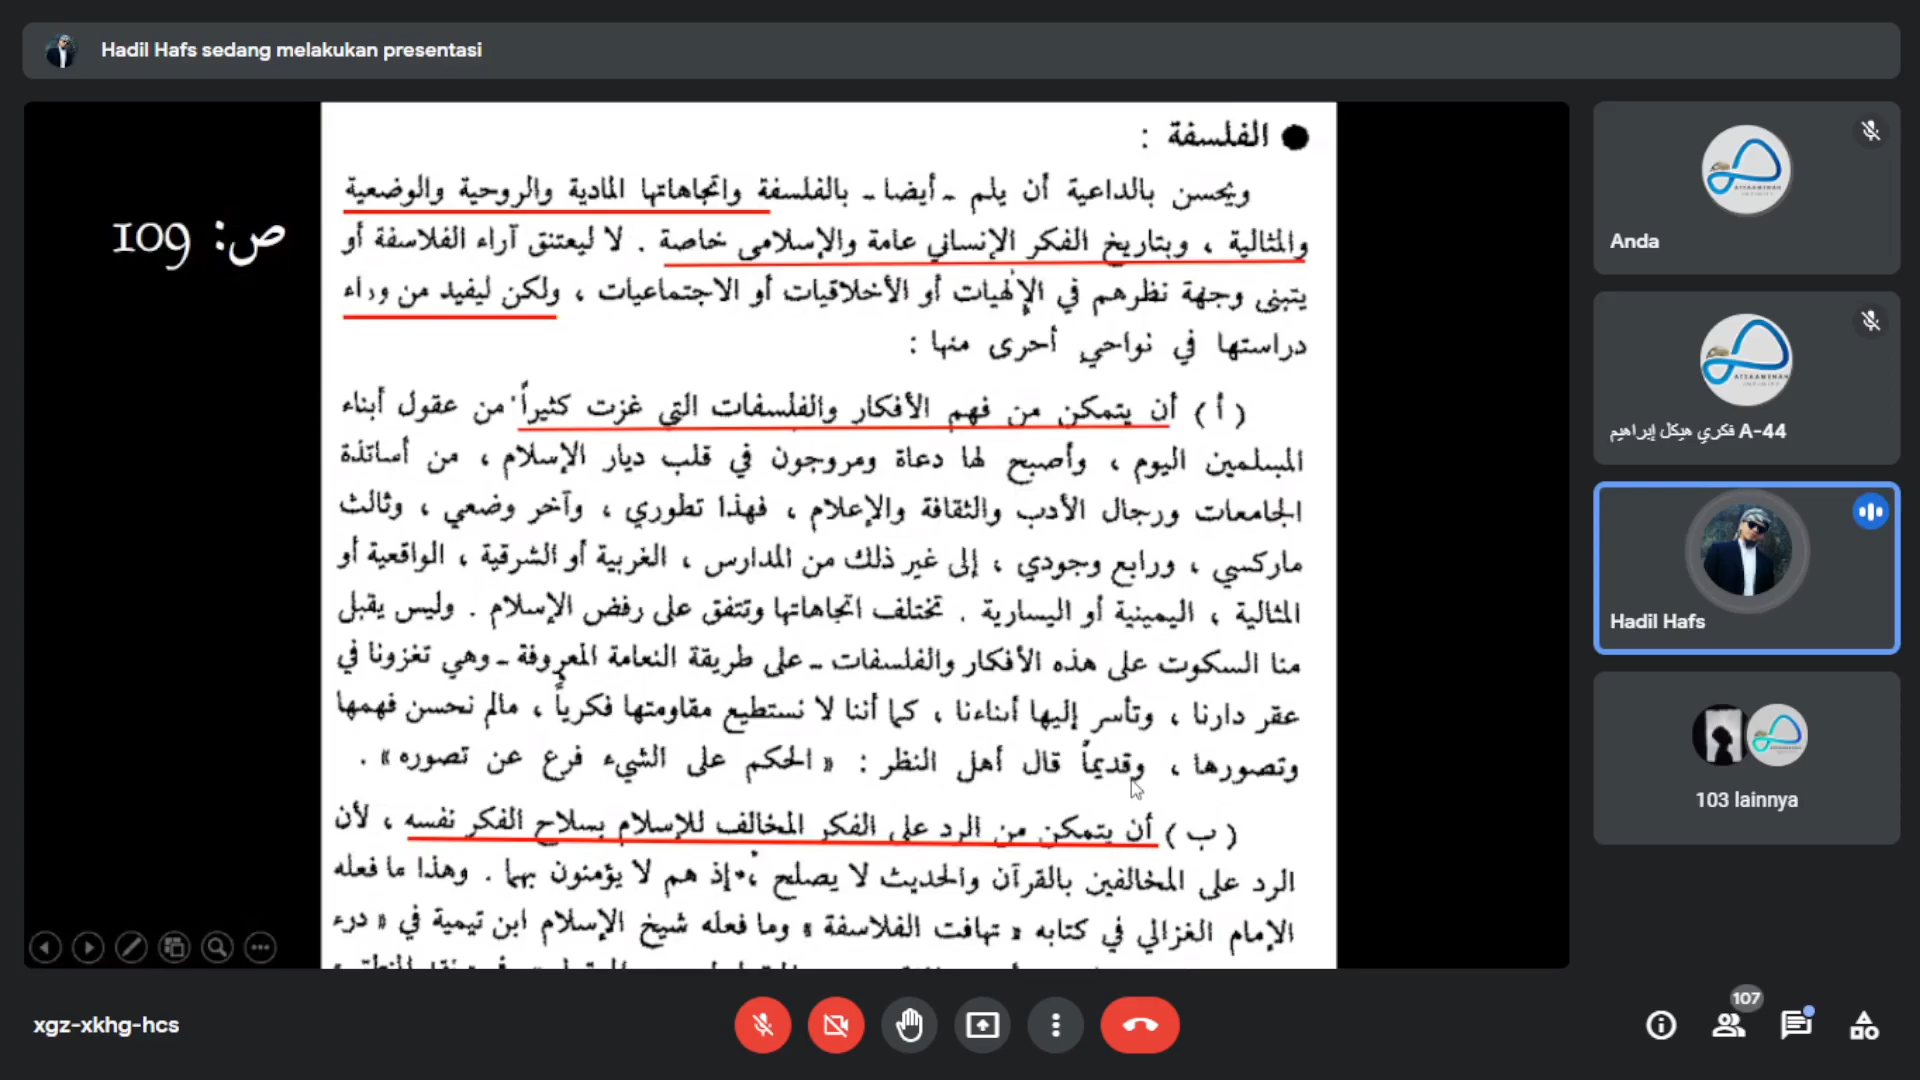 Hadil Hafs sedang melakukan presentasi
ص: 109
● الفلسفة :
ويحسن بالداعية أن يلم - أيضا - بالفلسفة واتجاهاتها المادية والروحية والوضعية
والمثالية ، وبتاريخ الفكر الإنساني عامة والإسلامى خاصة . لا ليعتنق آراء الفلاسفة أو
يتبنى وجهة نظرهم في الإلهيات أو الأخلاقيات أو الاجتماعيات ، ولكن ليفيد من وراء
دراستها في نواحي أحرى منها :
( أ ) أن يتمكن من فهم الأفكار والفلسفات التي غزت كثيراً من عقول أبناء
المسلمين اليوم ، وأصبح لها دعاة ومروجون في قلب ديار الإسلام ، من أساتذة
الجامعات ورجال الأدب والثقافة والإعلام ، فهذا تطوري ، وآخر وضعي ، وثالث
ماركسي ، ورابع وجودي ، إلى غير ذلك من المدارس ، الغربية أو الشرقية ، الواقعية أو
المثالية ، اليمينية أو اليسارية . تختلف اتجاهاتها وتتفق على رفض الإسلام . وليس يقبل
منا السكوت على هذه الأفكار والفلسفات - على طريقة النعامة المعروفة - وهي تغزونا في
عقر دارنا ، وتأسر إليها أبناءنا ، كما أننا لا نستطيع مقاومتها فكرياً ، مالم نحسن فهمها
وتصورها ، وقديماً قال أهل النظر : « الحكم على الشيء فرع عن تصوره » .
( ب ) أن يتمكن من الرد على الفكر المخالف للإسلام بسلاح الفكر نفسه ، لأن
الرد على المخالفين بالقرآن والحديث لا يصلح ، إذ هم لا يؤمنون بهما . وهذا ما فعله
الإمام الغزالي في كتابه « تهافت الفلاسفة » وما فعله شيخ الإسلام ابن تيمية في « درء
Anda
A-44 فكري هيكل إبراهيم
Hadil Hafs
103 lainnya
xgz-xkhg-hcs
107